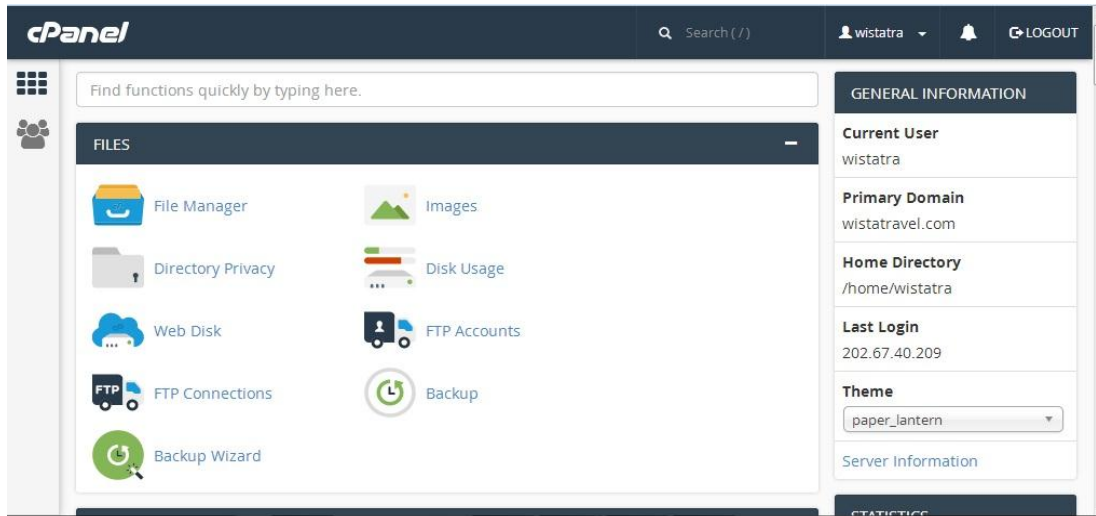 cPanel
Search ( / )
wistatra
LOGOUT
Find functions quickly by typing here.
FILES
File Manager
Images
Directory Privacy
Disk Usage
Web Disk
FTP Accounts
FTP
FTP Connections
Backup
Backup Wizard
GENERAL INFORMATION
Current User
wistatra
Primary Domain
wistatravel.com
Home Directory
/home/wistatra
Last Login
202.67.40.209
Theme
paper_lantern
Server Information
STATISTICS